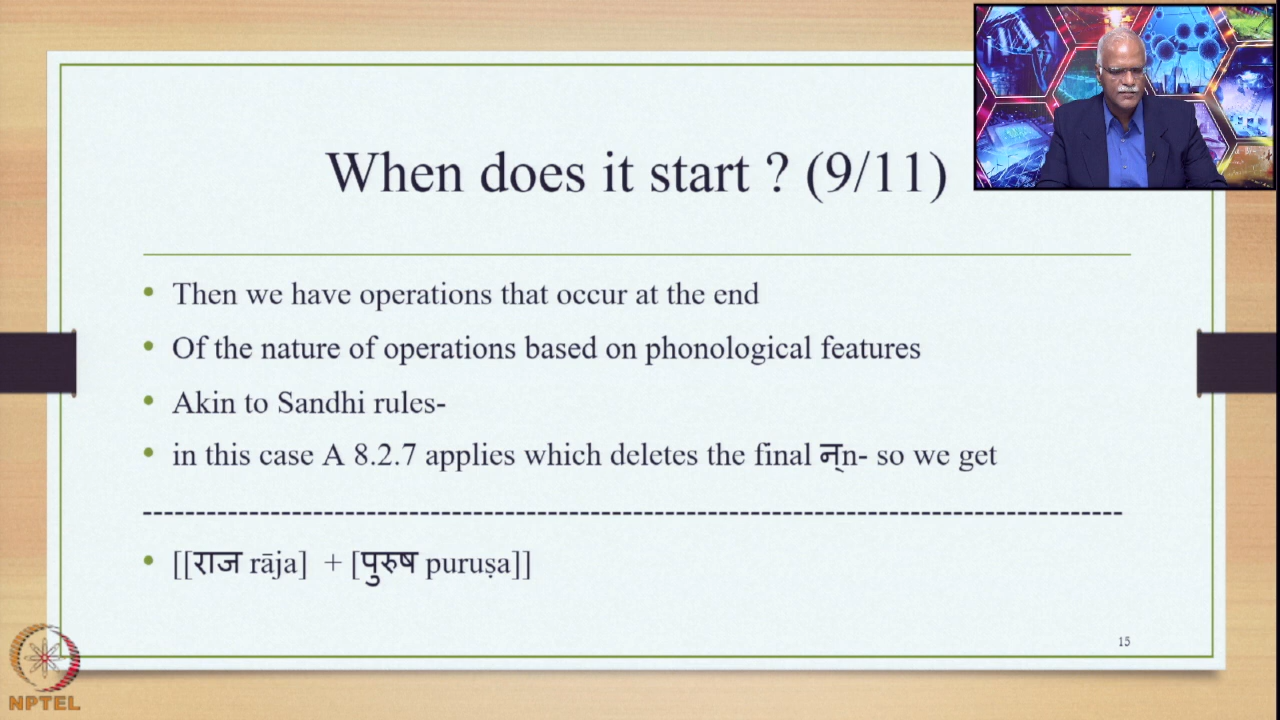 When does it start ? (9/11)
• Then we have operations that occur at the end
• Of the nature of operations based on phonological features
• Akin to Sandhi rules-
• in this case A 8.2.7 applies which deletes the final न्n- so we get
--------------------------------------------------------------------------------------------
• [[राज rāja]  + [पुरुष puruṣa]]
15
NPTEL